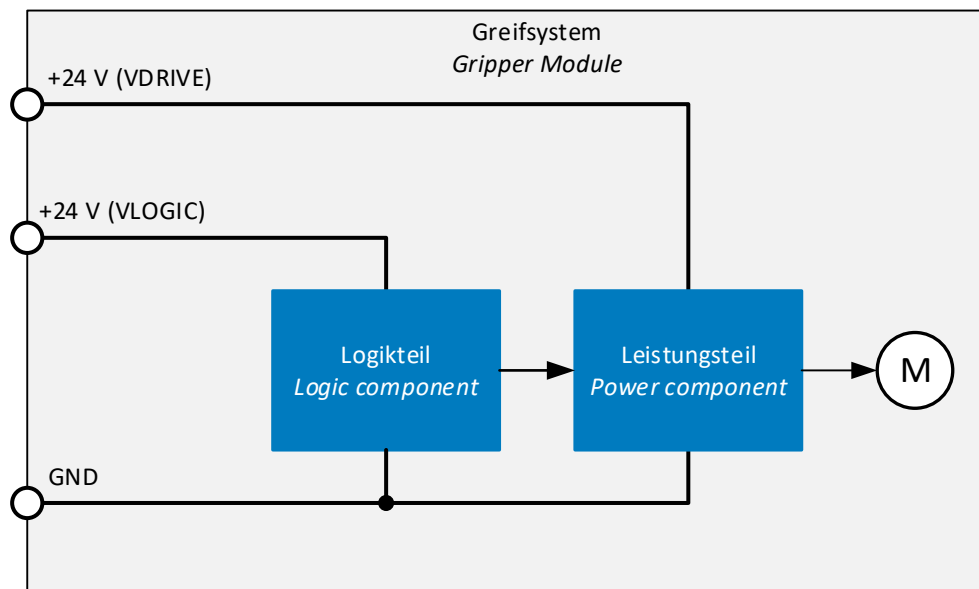 Greifsystem
Gripper Module
+24 V (VDRIVE)
+24 V (VLOGIC)
Logikteil
Logic component
Leistungsteil
Power component
M
GND